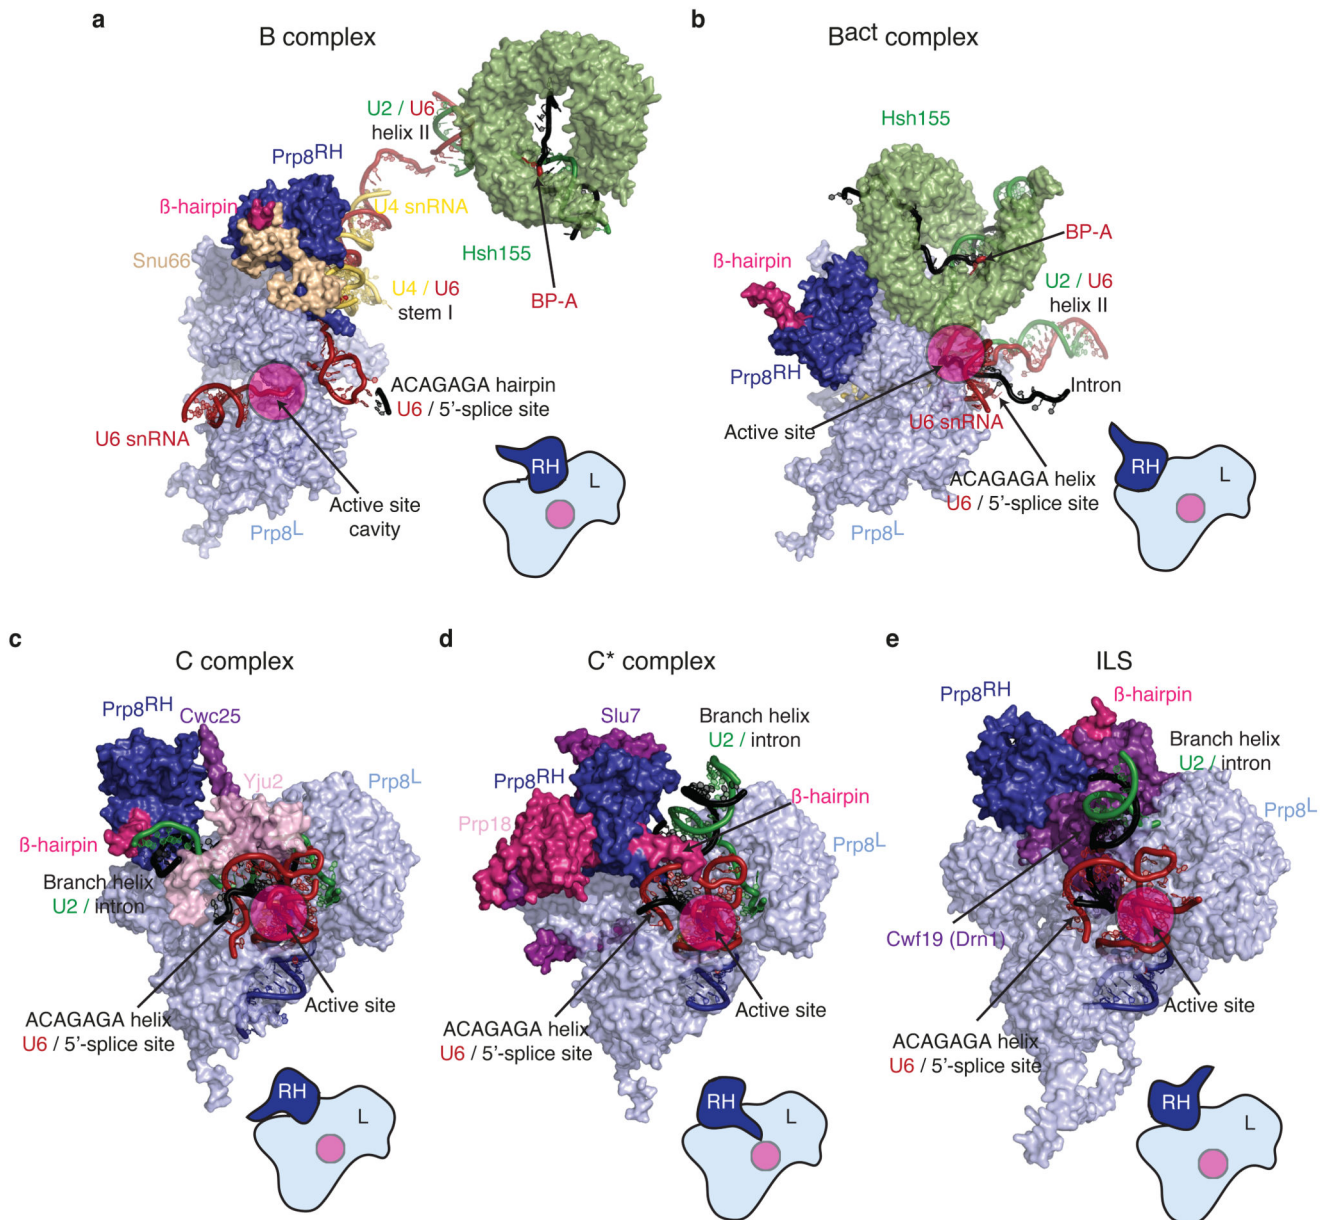 a
B complex
U2 / U6
helix II
Prp8RH
ß-hairpin
U4 snRNA
Snu66
Hsh155
U4 / U6
stem I
BP-A
ACAGAGA hairpin
U6 / 5'-splice site
U6 snRNA
Active site
cavity
Prp8L
RH
L
b
Bact complex
Hsh155
BP-A
ß-hairpin
U2 / U6
helix II
Prp8RH
Intron
Active site
U6 snRNA
ACAGAGA helix
U6 / 5'-splice site
Prp8L
RH
L
c
C complex
Prp8RH
Cwc25
Yju2
Prp8L
ß-hairpin
Branch helix
U2 / intron
Active site
ACAGAGA helix
U6 / 5'-splice site
RH
L
d
C* complex
Slu7
Branch helix
U2 / intron
Prp8RH
ß-hairpin
Prp18
Prp8L
Active site
ACAGAGA helix
U6 / 5'-splice site
RH
L
e
ILS
Prp8RH
ß-hairpin
Branch helix
U2 / intron
Prp8L
Cwf19 (Drn1)
Active site
ACAGAGA helix
U6 / 5'-splice site
RH
L